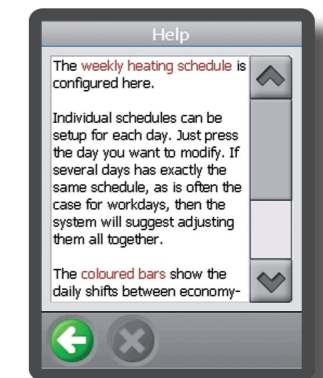 Help
The weekly heating schedule is
configured here.
Individual schedules can be
setup for each day. Just press
the day you want to modify. If
several days has exactly the
same schedule, as is often the
case for workdays, then the
system will suggest adjusting
them all together.
The coloured bars show the
daily shifts between economy-